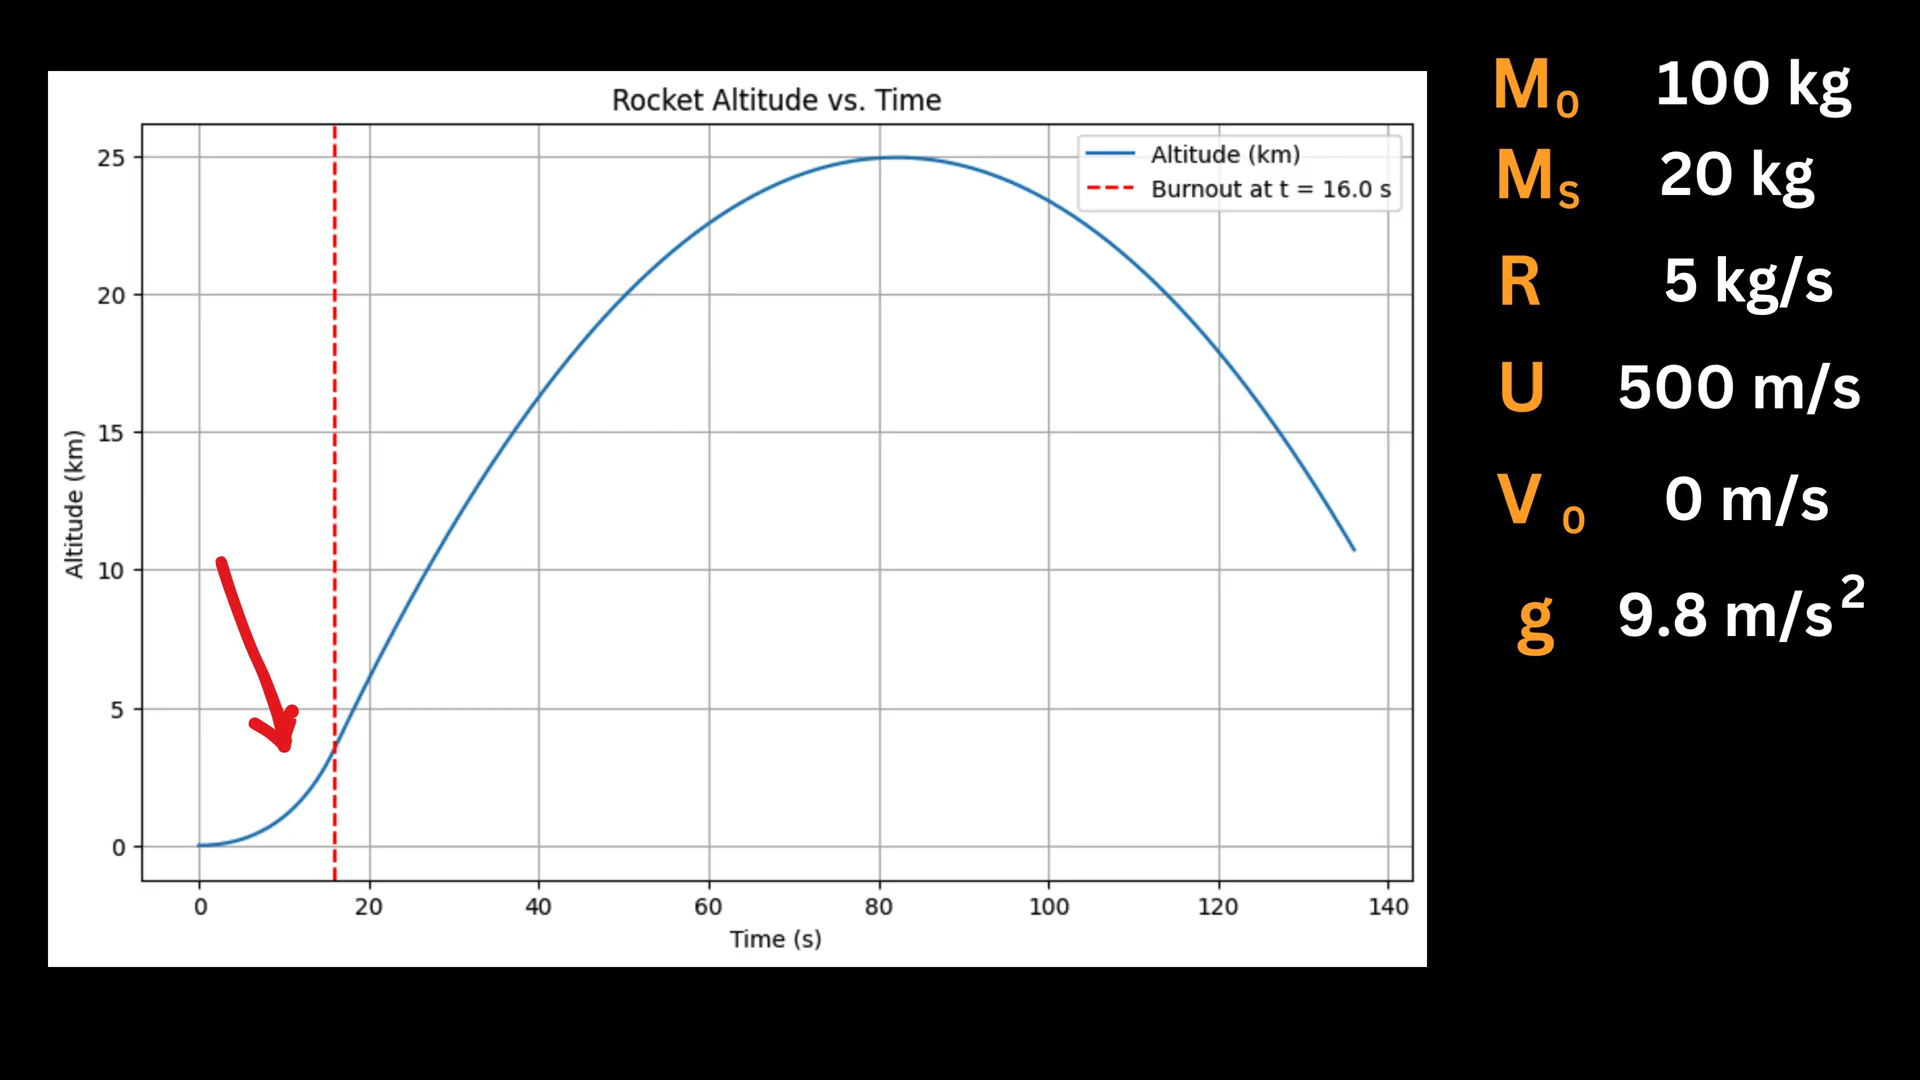 Rocket Altitude vs. Time
Altitude (km)
Burnout at t = 16.0 s
25
20
15
10
5
0
Altitude (km)
0 20 40 60 80 100 120 140
Time (s)
M₀ 100 kg
Mₛ 20 kg
R 5 kg/s
U 500 m/s
V₀ 0 m/s
g 9.8 m/s²